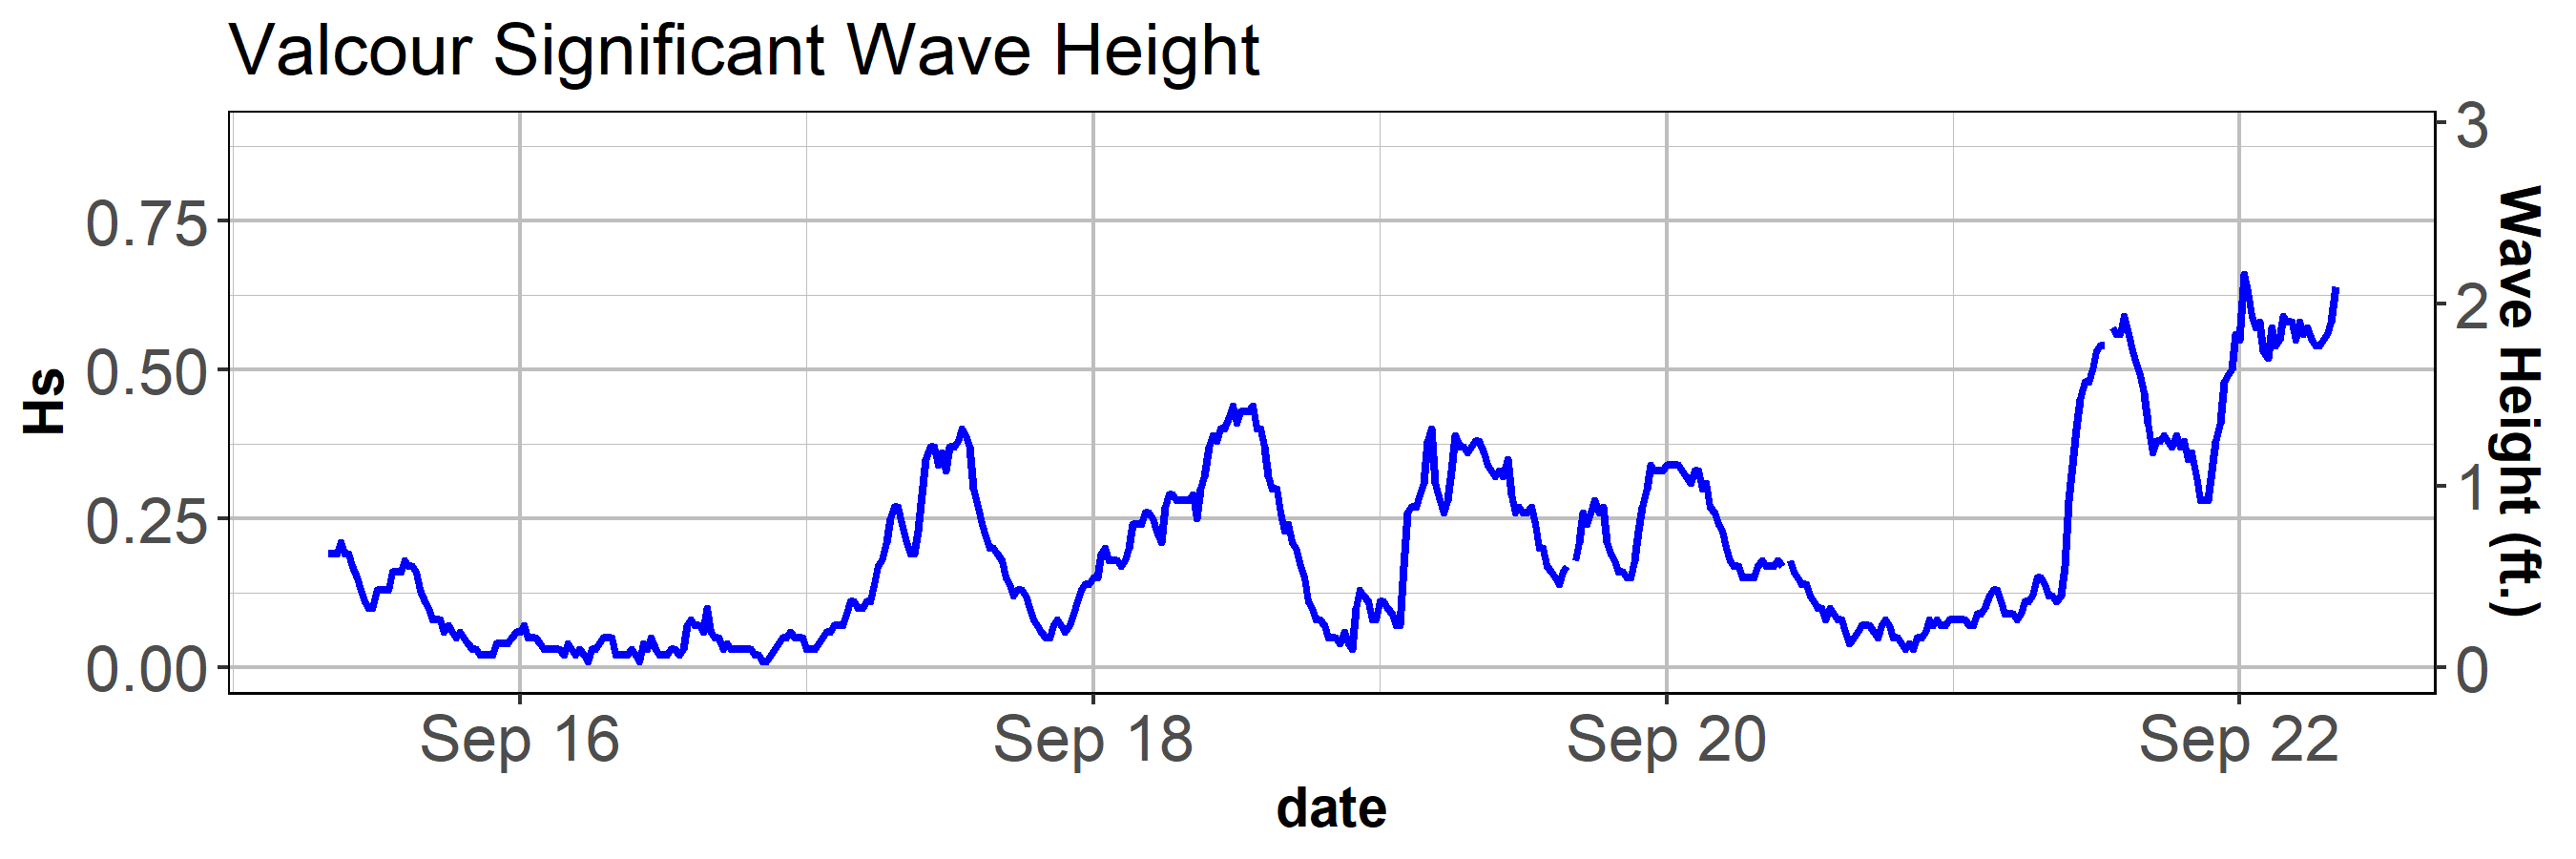 Valcour Significant Wave Height
Hs
0.75
0.50
0.25
0.00
3
2
1
0
Wave Height (ft.)
Sep 16
Sep 18
Sep 20
Sep 22
date